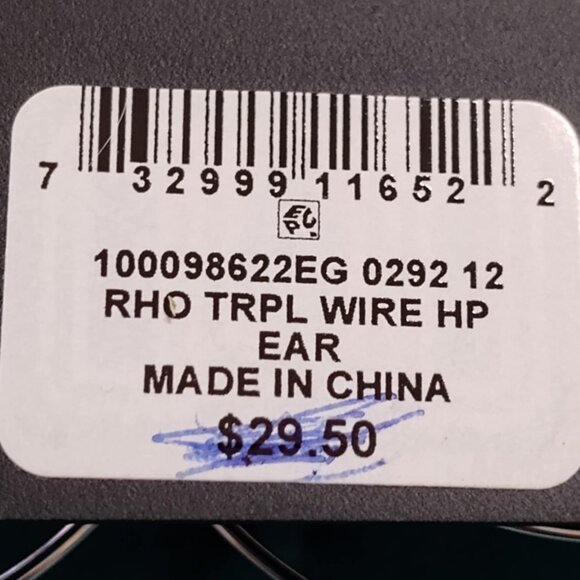 7 32999 11652 2
100098622EG 0292 12
RHO TRPL WIRE HP
EAR
MADE IN CHINA
$29.50